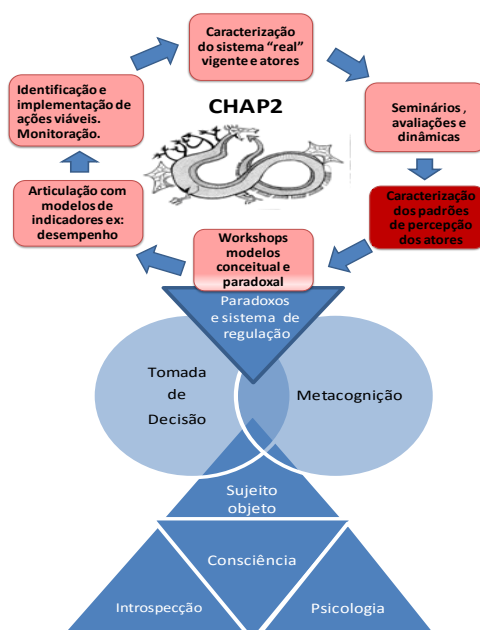 Caracterização
do sistema “real”
vigente e atores
Identificação e
implementação de
ações viáveis.
Monitoração.
CHAP2
Seminários ,
avaliações e
dinâmicas
Articulação com
modelos de
indicadores ex:
desempenho
Caracterização
dos padrões
de percepção
dos atores
Workshops
modelos
conceitual e
paradoxal
Paradoxos
e sistema de
regulação
Tomada
de
Decisão
Metacognição
Sujeito
objeto
Consciência
Introspecção
Psicologia